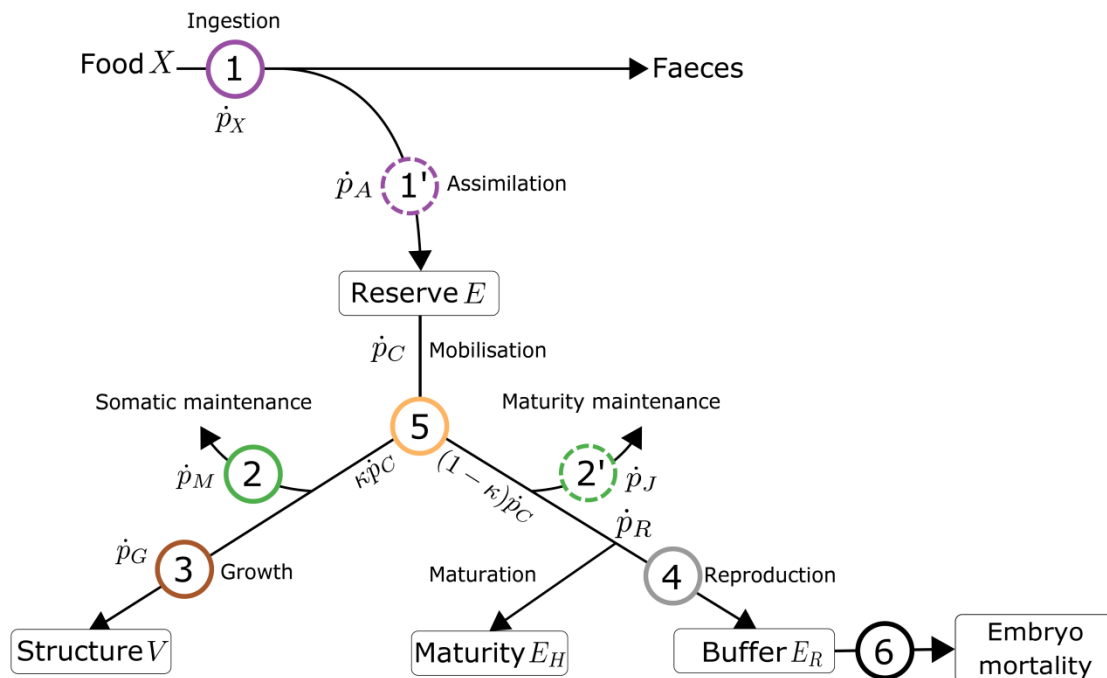 Ingestion
Food X
1
Faeces
ṗ_X
ṗ_A
1'
Assimilation
Reserve E
ṗ_C
Mobilisation
Somatic maintenance
Maturity maintenance
5
ṗ_M
2
κṗ_C
(1 − κ)ṗ_C
2'
ṗ_J
ṗ_R
ṗ_G
3
Growth
Maturation
4
Reproduction
Structure V
Maturity E_H
Buffer E_R
6
Embryo
mortality